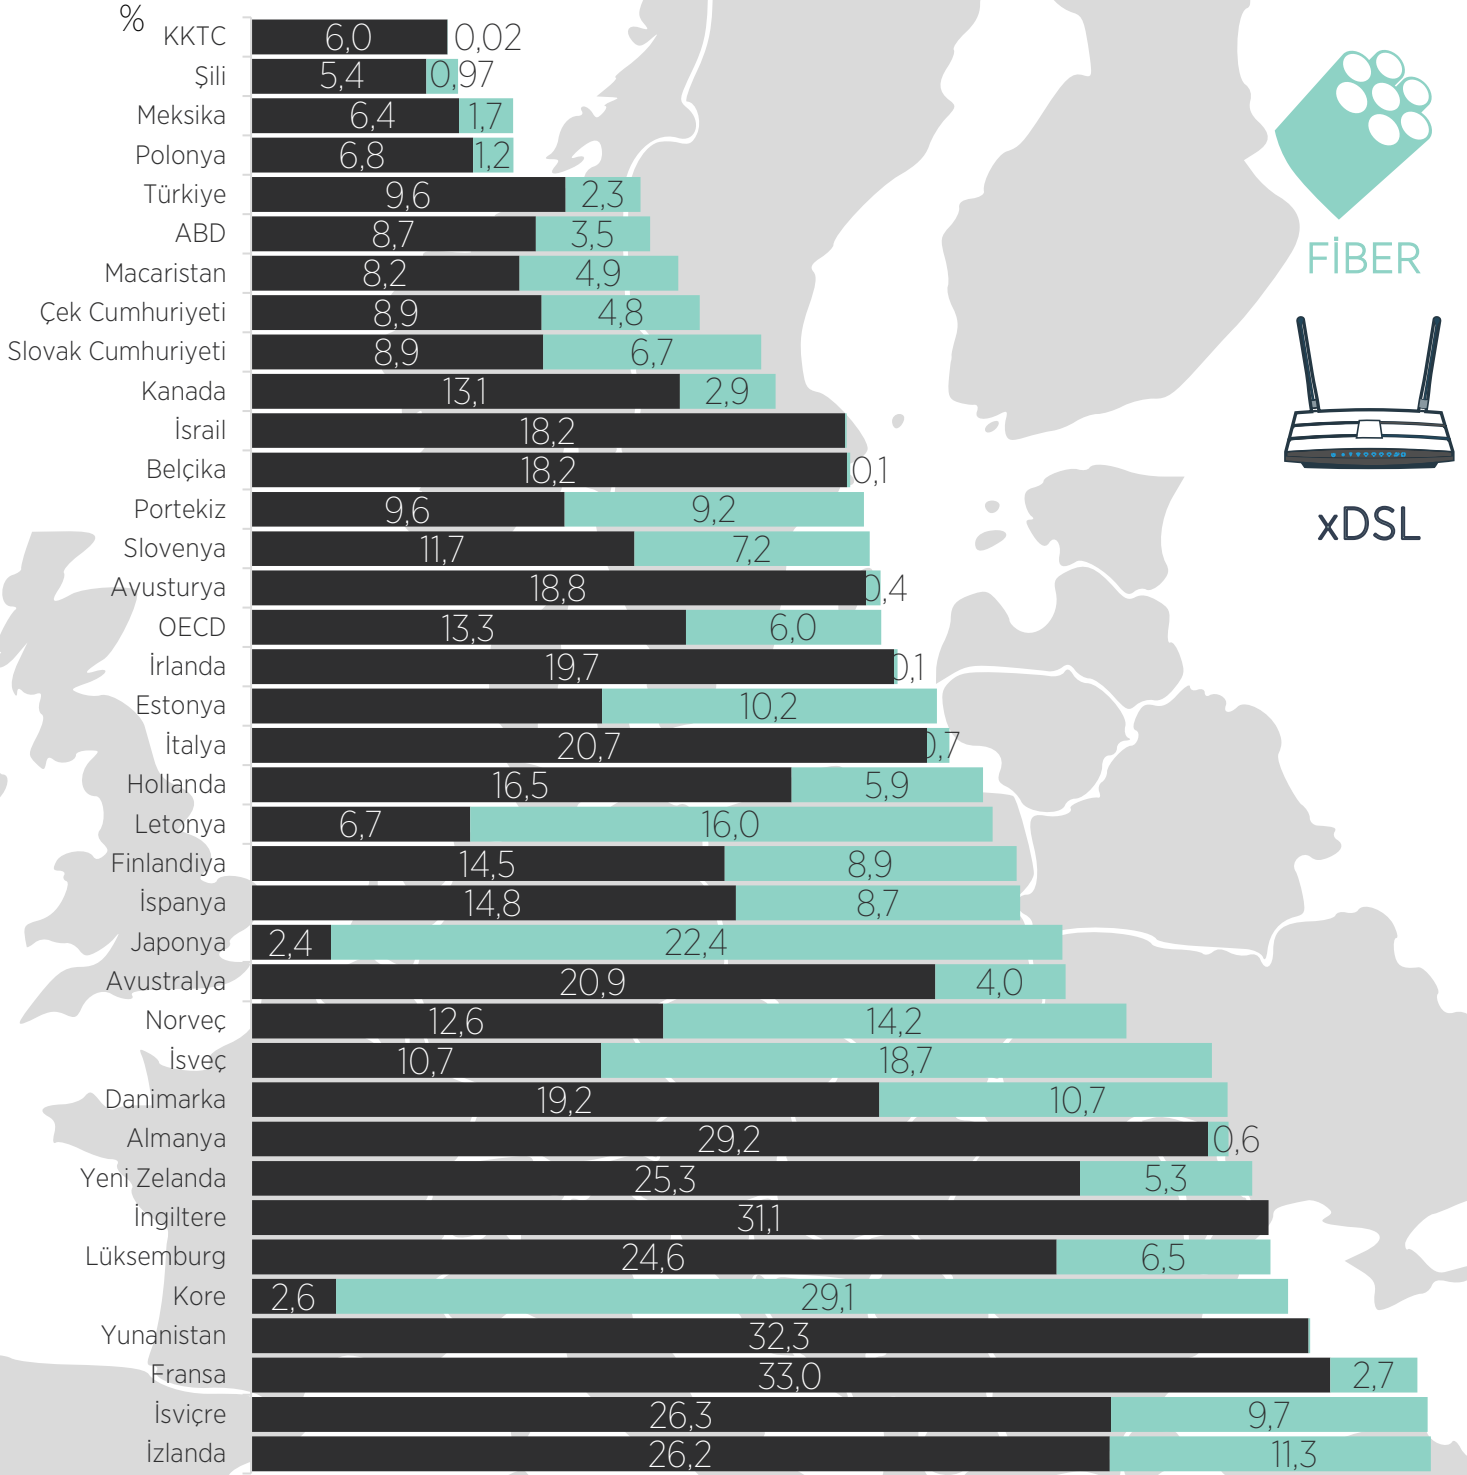 %
KKTC 6,0 0,02
Şili 5,4 0,97
Meksika 6,4 1,7
Polonya 6,8 1,2
Türkiye 9,6 2,3
ABD 8,7 3,5
Macaristan 8,2 4,9
Çek Cumhuriyeti 8,9 4,8
Slovak Cumhuriyeti 8,9 6,7
Kanada 13,1 2,9
İsrail 18,2
Belçika 18,2 0,1
Portekiz 9,6 9,2
Slovenya 11,7 7,2
Avusturya 18,8 0,4
OECD 13,3 6,0
İrlanda 19,7 0,1
Estonya 10,2
İtalya 20,7 0,7
Hollanda 16,5 5,9
Letonya 6,7 16,0
Finlandiya 14,5 8,9
İspanya 14,8 8,7
Japonya 2,4 22,4
Avustralya 20,9 4,0
Norveç 12,6 14,2
İsveç 10,7 18,7
Danimarka 19,2 10,7
Almanya 29,2 0,6
Yeni Zelanda 25,3 5,3
İngiltere 31,1
Lüksemburg 24,6 6,5
Kore 2,6 29,1
Yunanistan 32,3
Fransa 33,0 2,7
İsviçre 26,3 9,7
İzlanda 26,2 11,3
FİBER
xDSL